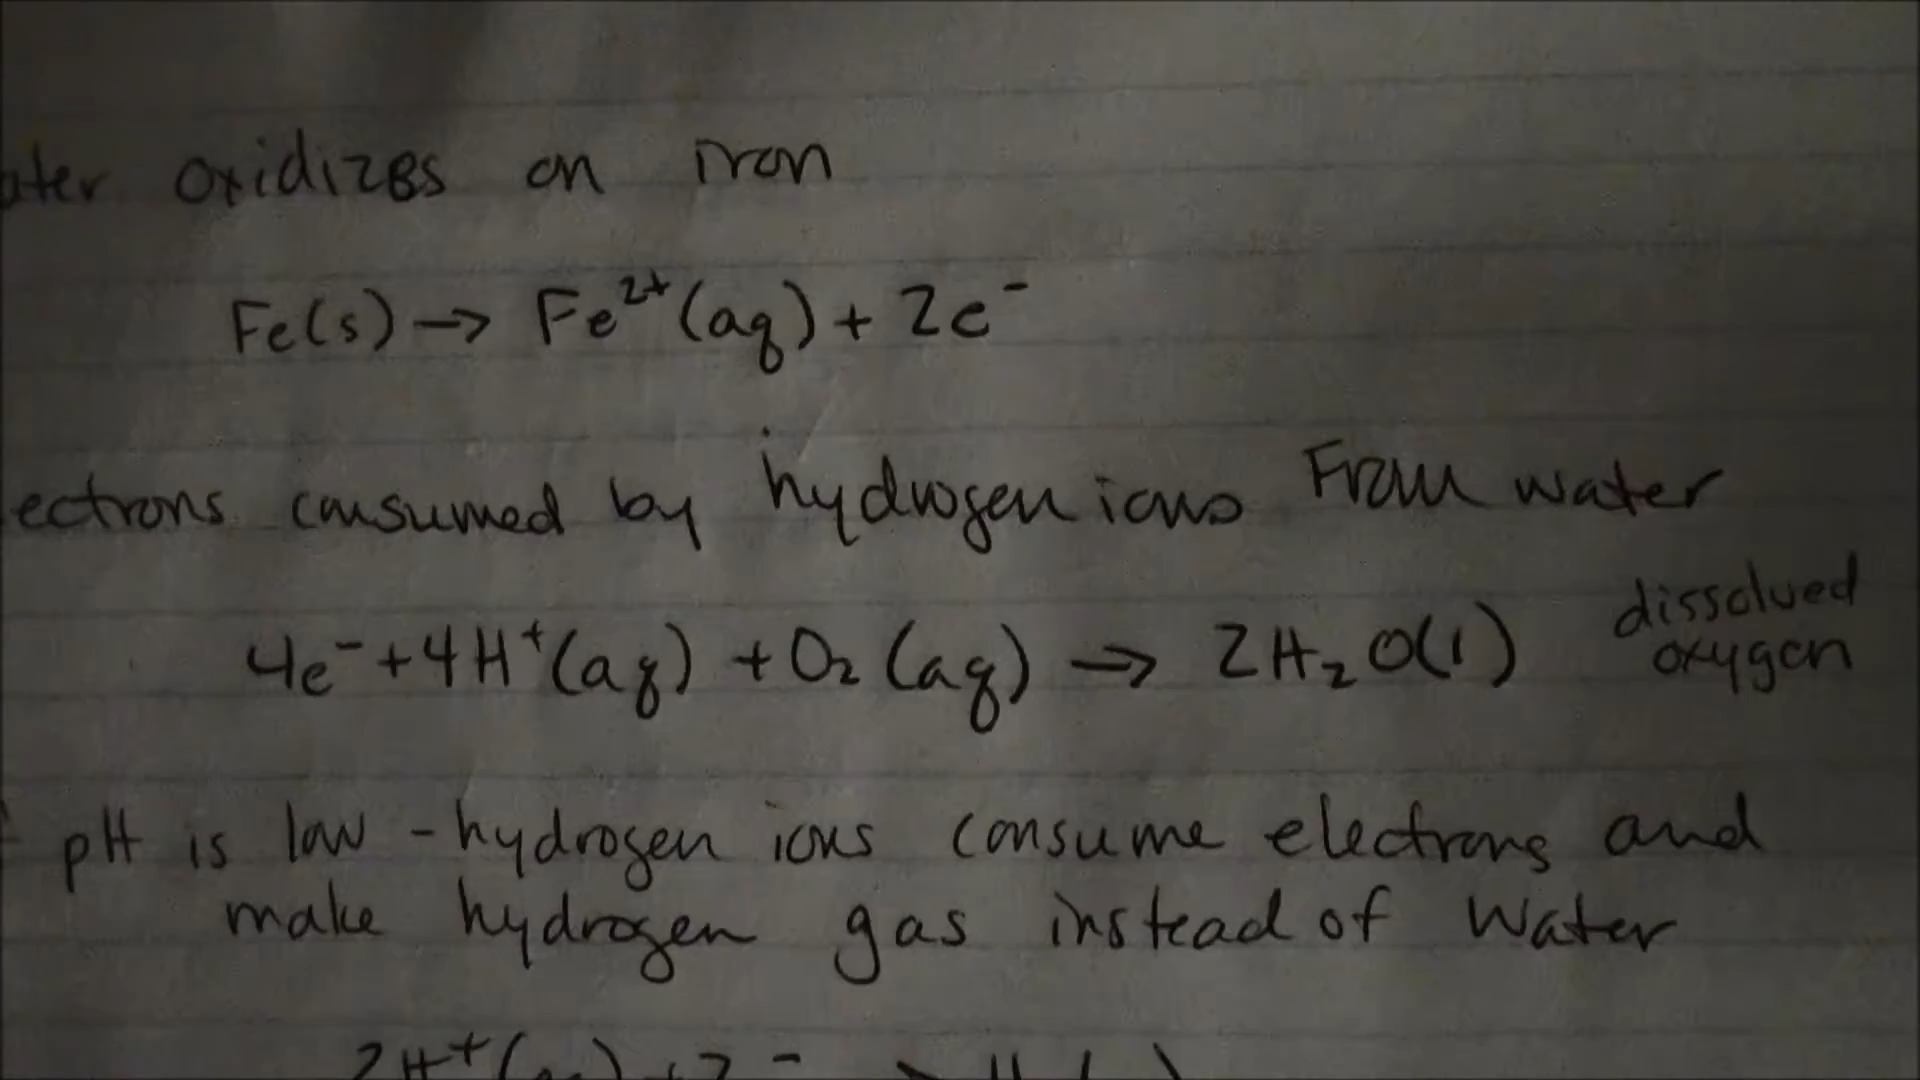 ater oxidizes on iron
Fe(s) → Fe²⁺(aq) + 2e⁻
ectrons consumed by hydrogen ions From water
4e⁻ + 4H⁺(aq) + O₂(aq) → 2H₂O(l) dissolved oxygen
pH is low - hydrogen ions consume electrons and
make hydrogen gas instead of water
2H⁺(